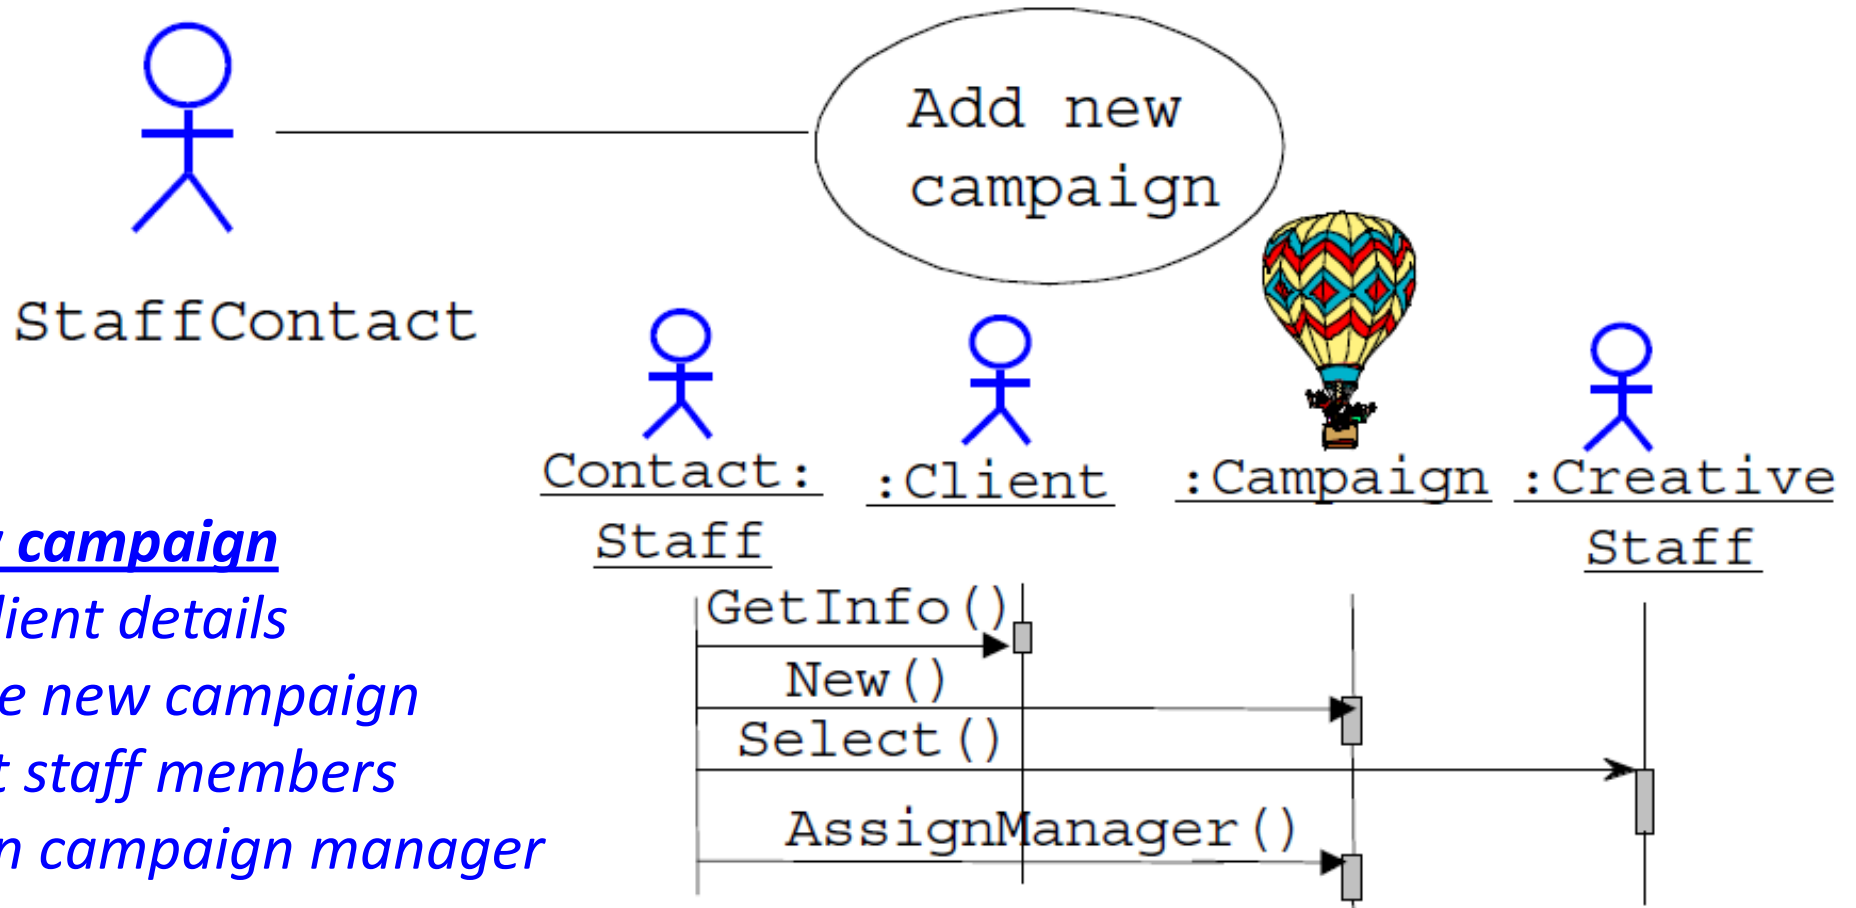 Add new
campaign
StaffContact
Contact:
Staff
:Client
:Campaign
:Creative
Staff
campaign
details
new campaign
staff members
campaign manager
GetInfo()
New()
Select()
AssignManager()